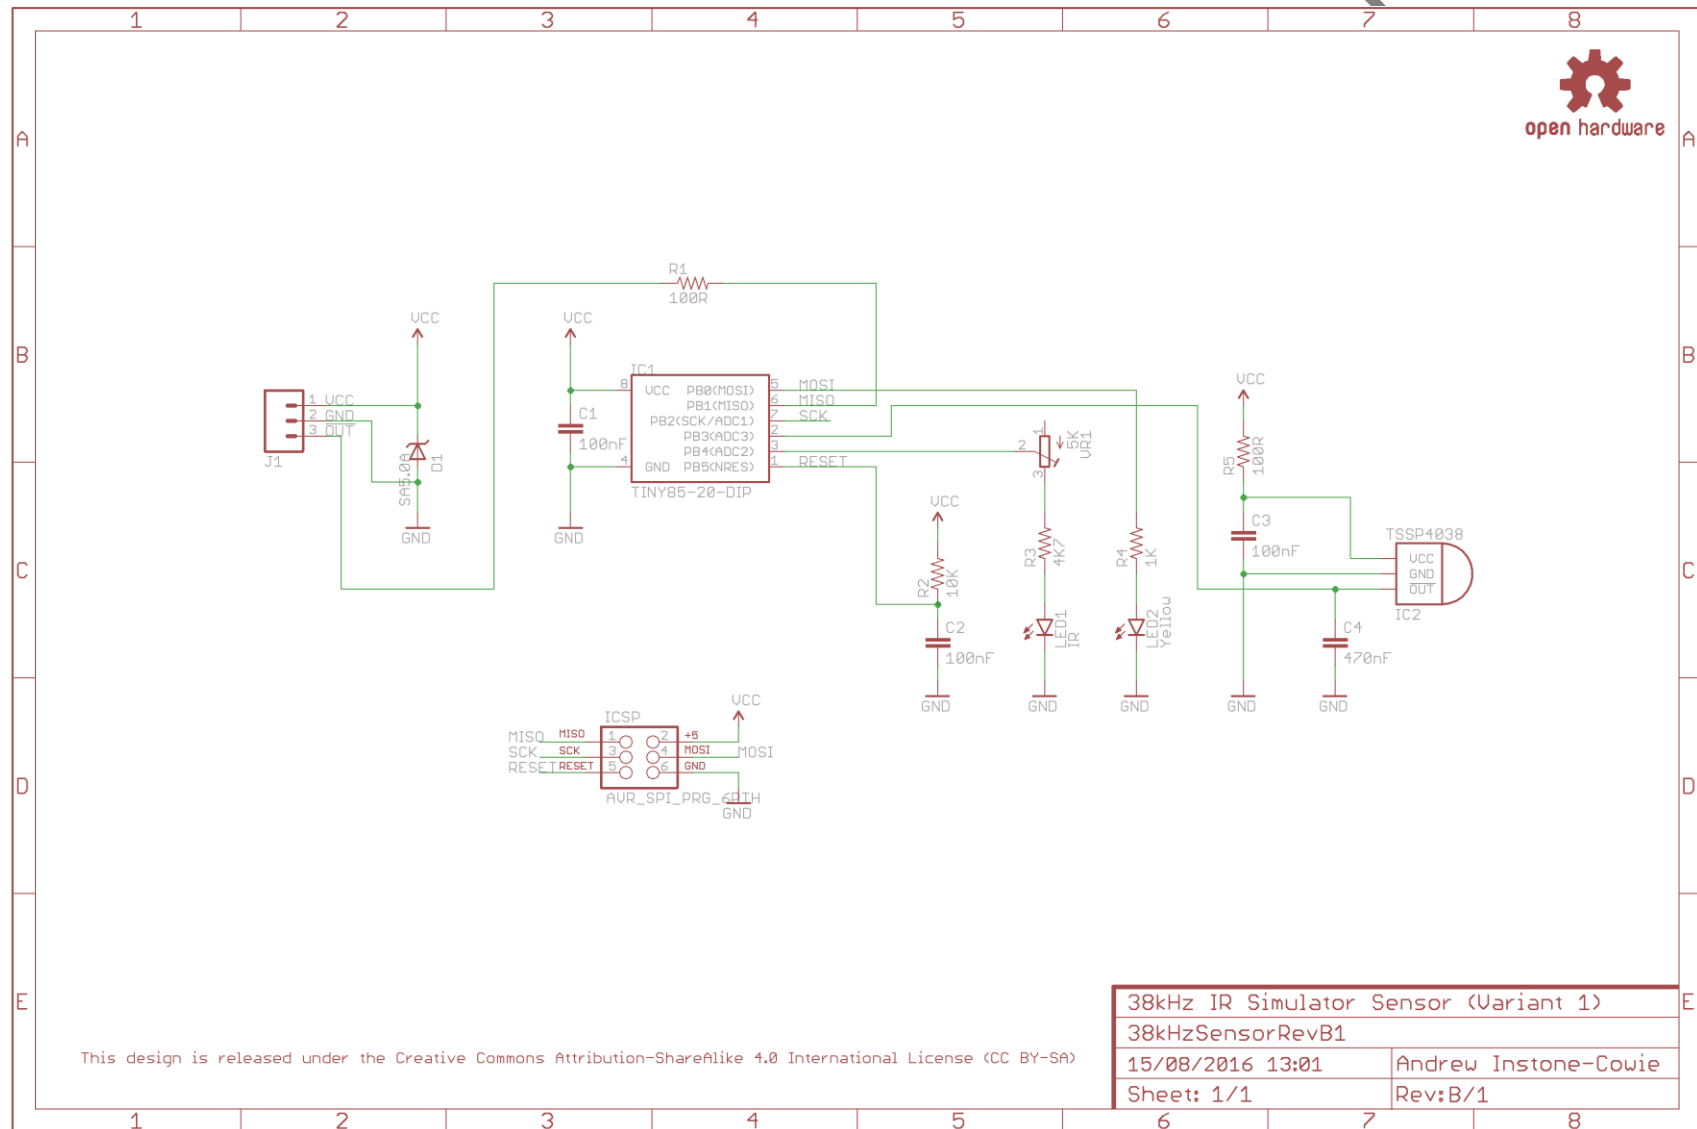 1 2 3 4 5 6 7 8
A A
B B
C C
D D
E E
open hardware
R1
100R
VCC
J1
1 VCC
2 GND
3 OUT
SA5.0A
D1
GND
VCC
C1
100nF
GND
IC1
8 VCC
4 GND
PB0(MOSI) 5 MOSI
PB1(MISO) 6 MISO
PB2(SCK/ADC1) 7 SCK
PB3(ADC3) 2
PB4(ADC2) 3
PB5(NRES) 1 RESET
TINY85-20-DIP
VCC
R2
10K
C2
100nF
GND
1
2
3
5K
VR1
R3
4K7
LED1
IR
GND
R4
1K
LED2
Yellow
GND
VCC
R5
100R
C3
100nF
GND
TSSP4038
VCC
GND
OUT
IC2
C4
470nF
GND
ICSP
VCC
MISO MISO 1 2 +5
SCK SCK 3 4 MOSI MOSI
RESET RESET 5 6 GND
AVR_SPI_PRG_6PTH
GND
38kHz IR Simulator Sensor (Variant 1)
38kHzSensorRevB1
15/08/2016 13:01 Andrew Instone-Cowie
Sheet: 1/1 Rev:B/1
This design is released under the Creative Commons Attribution-ShareAlike 4.0 International License (CC BY-SA)
1 2 3 4 5 6 7 8